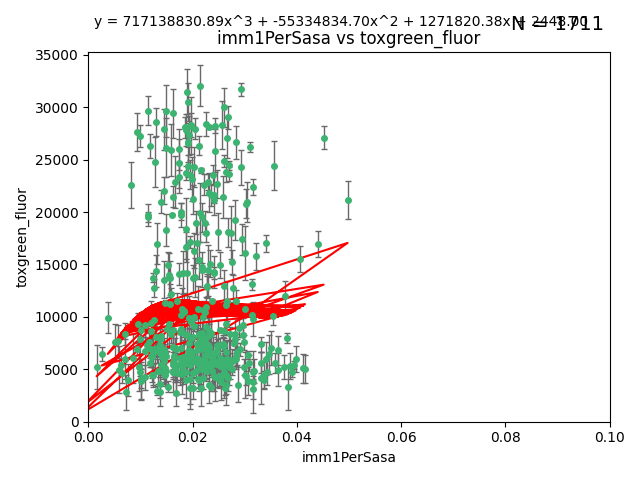 y = 717138830.89x^3 + -55334834.70x^2 + 1271820.38x + 2448.00
N = 1711
imm1PerSasa vs toxgreen_fluor
35000
30000
25000
20000
15000
10000
5000
0
toxgreen_fluor
0.00 0.02 0.04 0.06 0.08 0.10
imm1PerSasa